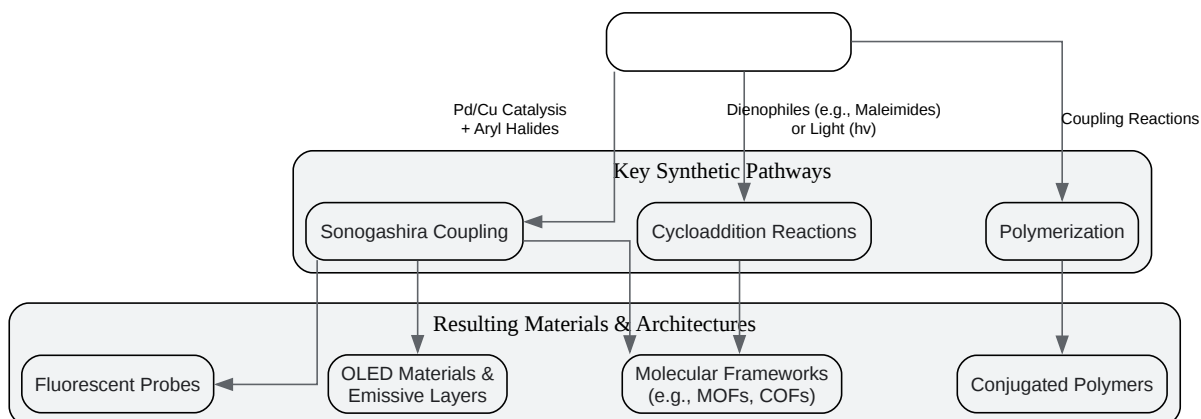 Pd/Cu Catalysis
+ Aryl Halides
Dienophiles (e.g., Maleimides)
or Light (hv)
Coupling Reactions
Key Synthetic Pathways
Sonogashira Coupling
Cycloaddition Reactions
Polymerization
Resulting Materials & Architectures
Fluorescent Probes
OLED Materials &
Emissive Layers
Molecular Frameworks
(e.g., MOFs, COFs)
Conjugated Polymers